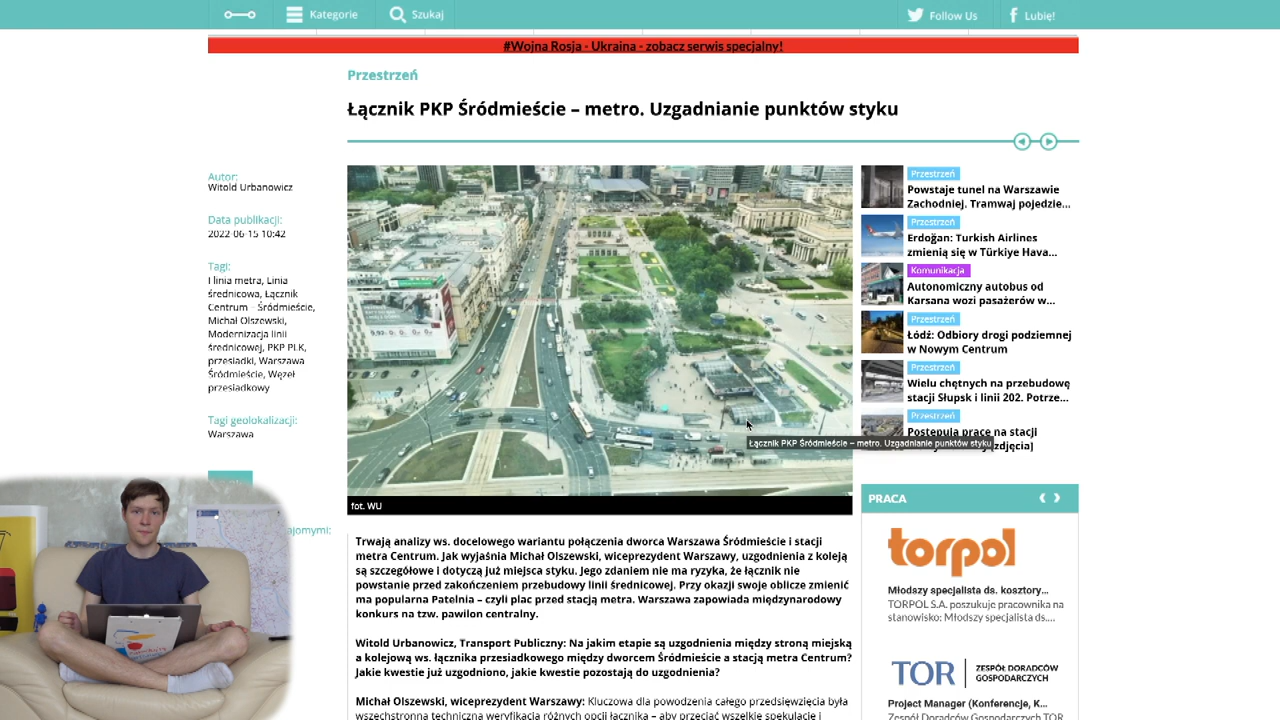 Kategorie
Szukaj
Follow Us
Lubię!
#Wojna Rosja - Ukraina - zobacz serwis specjalny!
Przestrzeń
Łącznik PKP Śródmieście – metro. Uzgadnianie punktów styku
Autor:
Witold Urbanowicz
Data publikacji:
2022-06-15 10:42
Tagi:
I linia metra, Linia
średnicowa, Łącznik
Centrum - Śródmieście,
Michał Olszewski,
Modernizacja linii
średnicowej, PKP PLK,
przesiadki, Warszawa
Śródmieście, Węzeł
przesiadkowy
Tagi geolokalizacji:
Warszawa
ajomymi:
fot. WU
Trwają analizy ws. docelowego wariantu połączenia dworca Warszawa Śródmieście i stacji
metra Centrum. Jak wyjaśnia Michał Olszewski, wiceprezydent Warszawy, uzgodnienia z koleją
są szczegółowe i dotyczą już miejsca styku. Jego zdaniem nie ma ryzyka, że łącznik nie
powstanie przed zakończeniem przebudowy linii średnicowej. Przy okazji swoje oblicze zmienić
ma popularna Patelnia – czyli plac przed stacją metra. Warszawa zapowiada międzynarodowy
konkurs na tzw. pawilon centralny.
Witold Urbanowicz, Transport Publiczny: Na jakim etapie są uzgodnienia między stroną miejską
a kolejową ws. łącznika przesiadkowego między dworcem Śródmieście a stacją metra Centrum?
Jakie kwestie już uzgodniono, jakie kwestie pozostają do uzgodnienia?
Michał Olszewski, wiceprezydent Warszawy: Kluczowa dla powodzenia całego przedsięwzięcia była
wszechstronna techniczna weryfikacja różnych opcji łącznika – aby przeciąć wszelkie spekulacje i
Przestrzeń
Powstaje tunel na Warszawie
Zachodniej. Tramwaj pojedzie...
Przestrzeń
Erdoğan: Turkish Airlines
zmienią się w Türkiye Hava...
Komunikacja
Autonomiczny autobus od
Karsana wozi pasażerów w...
Przestrzeń
Łódź: Odbiory drogi podziemnej
w Nowym Centrum
Przestrzeń
Wielu chętnych na przebudowę
stacji Słupsk i linii 202. Potrze...
Przestrzeń
Postępują prace na stacji
[zdjęcia]
Łącznik PKP Śródmieście – metro. Uzgadnianie punktów styku
PRACA
torpol
Młodszy specjalista ds. kosztory...
TORPOL S.A. poszukuje pracownika na
stanowisko: Młodszy specjalista ds....
TOR
ZESPÓŁ DORADCÓW
GOSPODARCZYCH
Project Manager (Konferencje, K...
Zespół Doradców Gospodarczych TOR